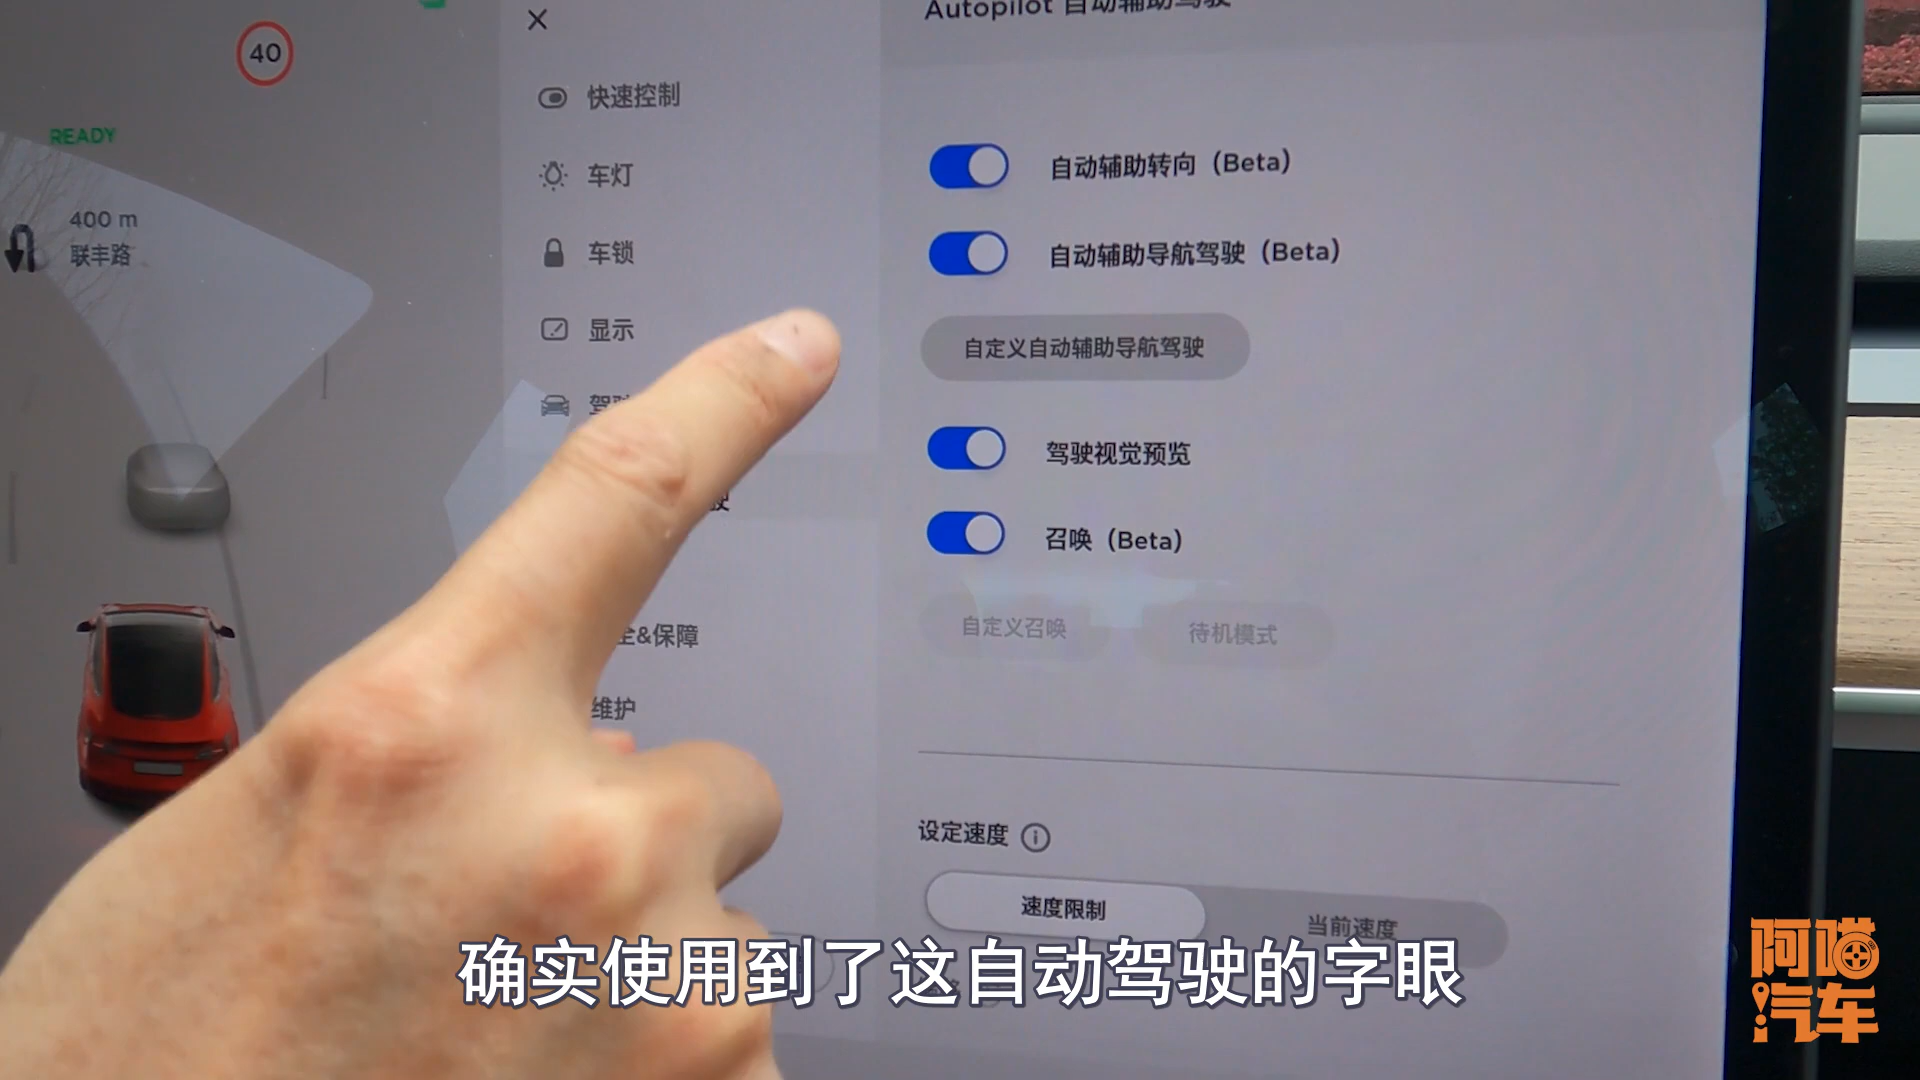 40
READY
400 m
联丰路
快速控制
车灯
车锁
显示
驾
驶
全&保障
维护
Autopilot 自动辅助驾驶
自动辅助转向（Beta）
自动辅助导航驾驶（Beta）
自定义自动辅助导航驾驶
驾驶视觉预览
召唤（Beta）
自定义召唤
待机模式
设定速度
速度限制
当前速度
确实使用到了这自动驾驶的字眼
阿喵
汽车